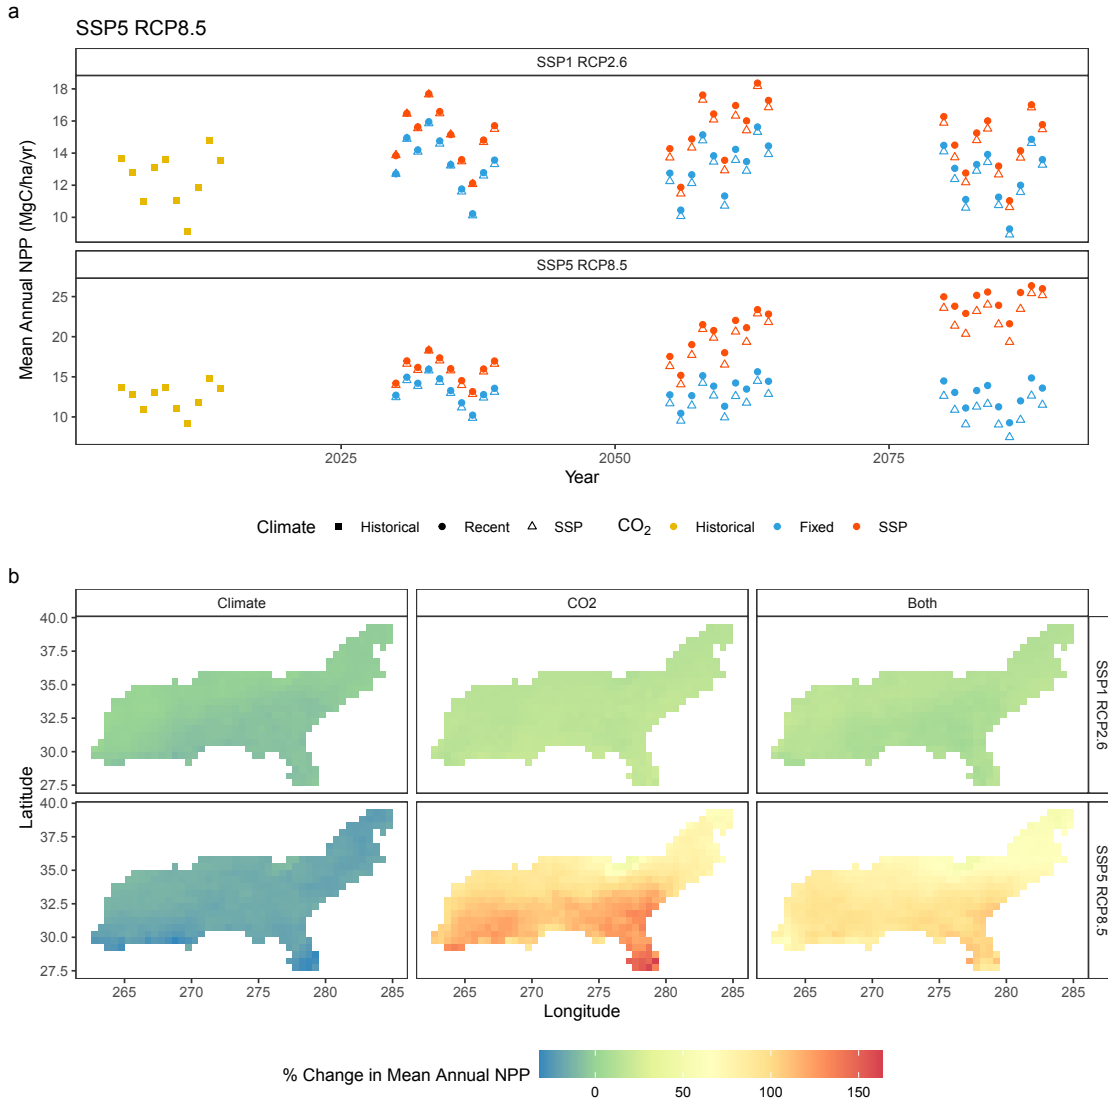 a
SSP5 RCP8.5
SSP1 RCP2.6
18
16
14
12
10
SSP5 RCP8.5
25
20
15
10
Mean Annual NPP (MgC/ha/yr)
2025
2050
2075
Year
Climate Historical Recent SSP CO2 Historical Fixed SSP
b
Climate CO2 Both
40.0
37.5
35.0
32.5
30.0
27.5
SSP1 RCP2.6
40.0
37.5
35.0
32.5
30.0
27.5
SSP5 RCP8.5
Latitude
265 270 275 280 285 265 270 275 280 285 265 270 275 280 285
Longitude
% Change in Mean Annual NPP
0 50 100 150